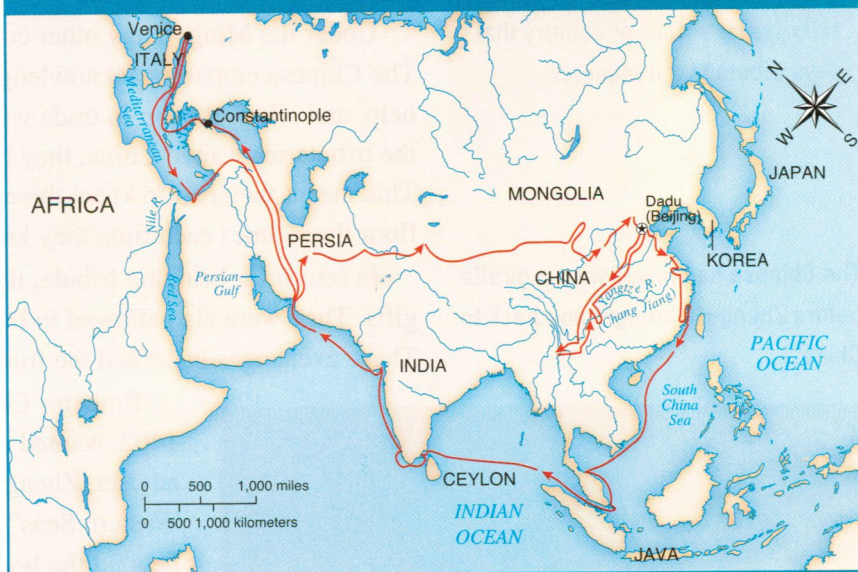 Venice
ITALY
Mediterranean
Sea
Constantinople
N
E
W
S
JAPAN
MONGOLIA
Dadu
(Beijing)
AFRICA
Nile R.
PERSIA
KOREA
CHINA
Persian
Gulf
Red Sea
Yangtze R.
(Chang Jiang)
INDIA
PACIFIC
OCEAN
South
China
Sea
CEYLON
0 500 1,000 miles
0 500 1,000 kilometers
INDIAN
OCEAN
JAVA